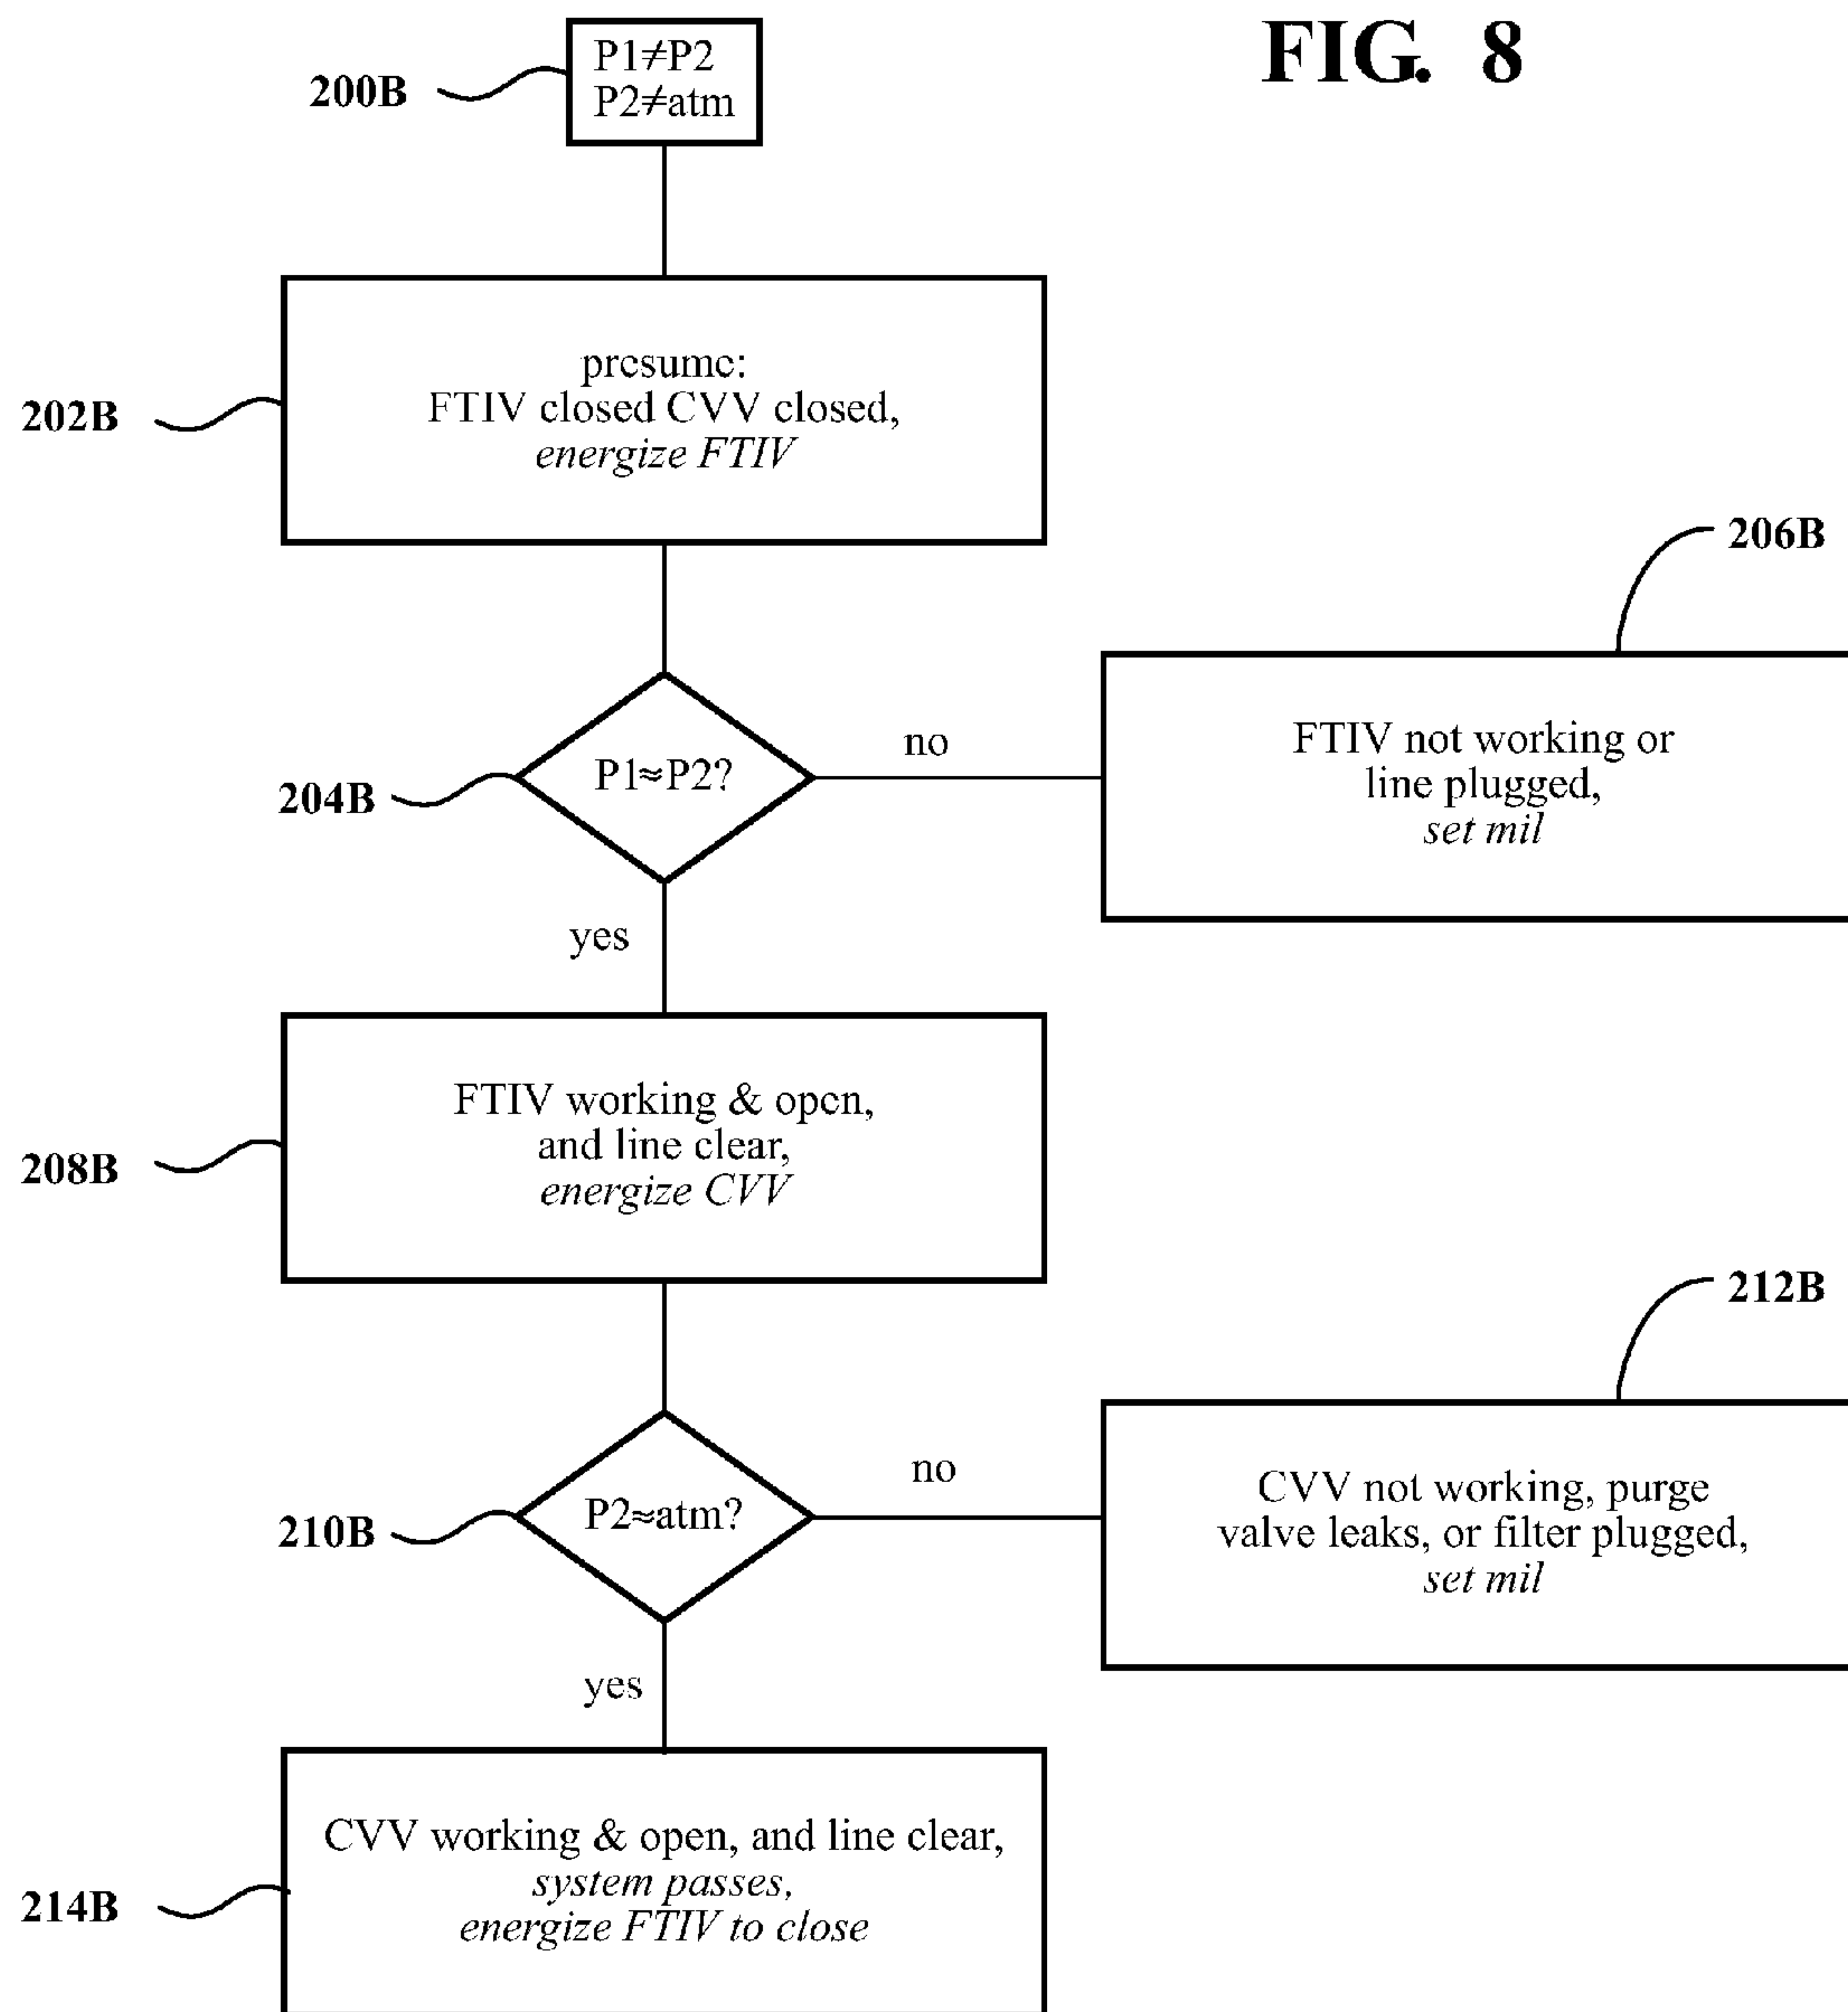 FIG. 8
200B
P1≠P2
P2≠atm
202B
presume:
FTIV closed CVV closed,
energize FTIV
206B
204B
P1≈P2?
no
FTIV not working or
line plugged,
set mil
yes
208B
FTIV working & open,
and line clear,
energize CVV
212B
210B
P2≈atm?
no
CVV not working, purge
valve leaks, or filter plugged,
set mil
yes
214B
CVV working & open, and line clear,
system passes,
energize FTIV to close